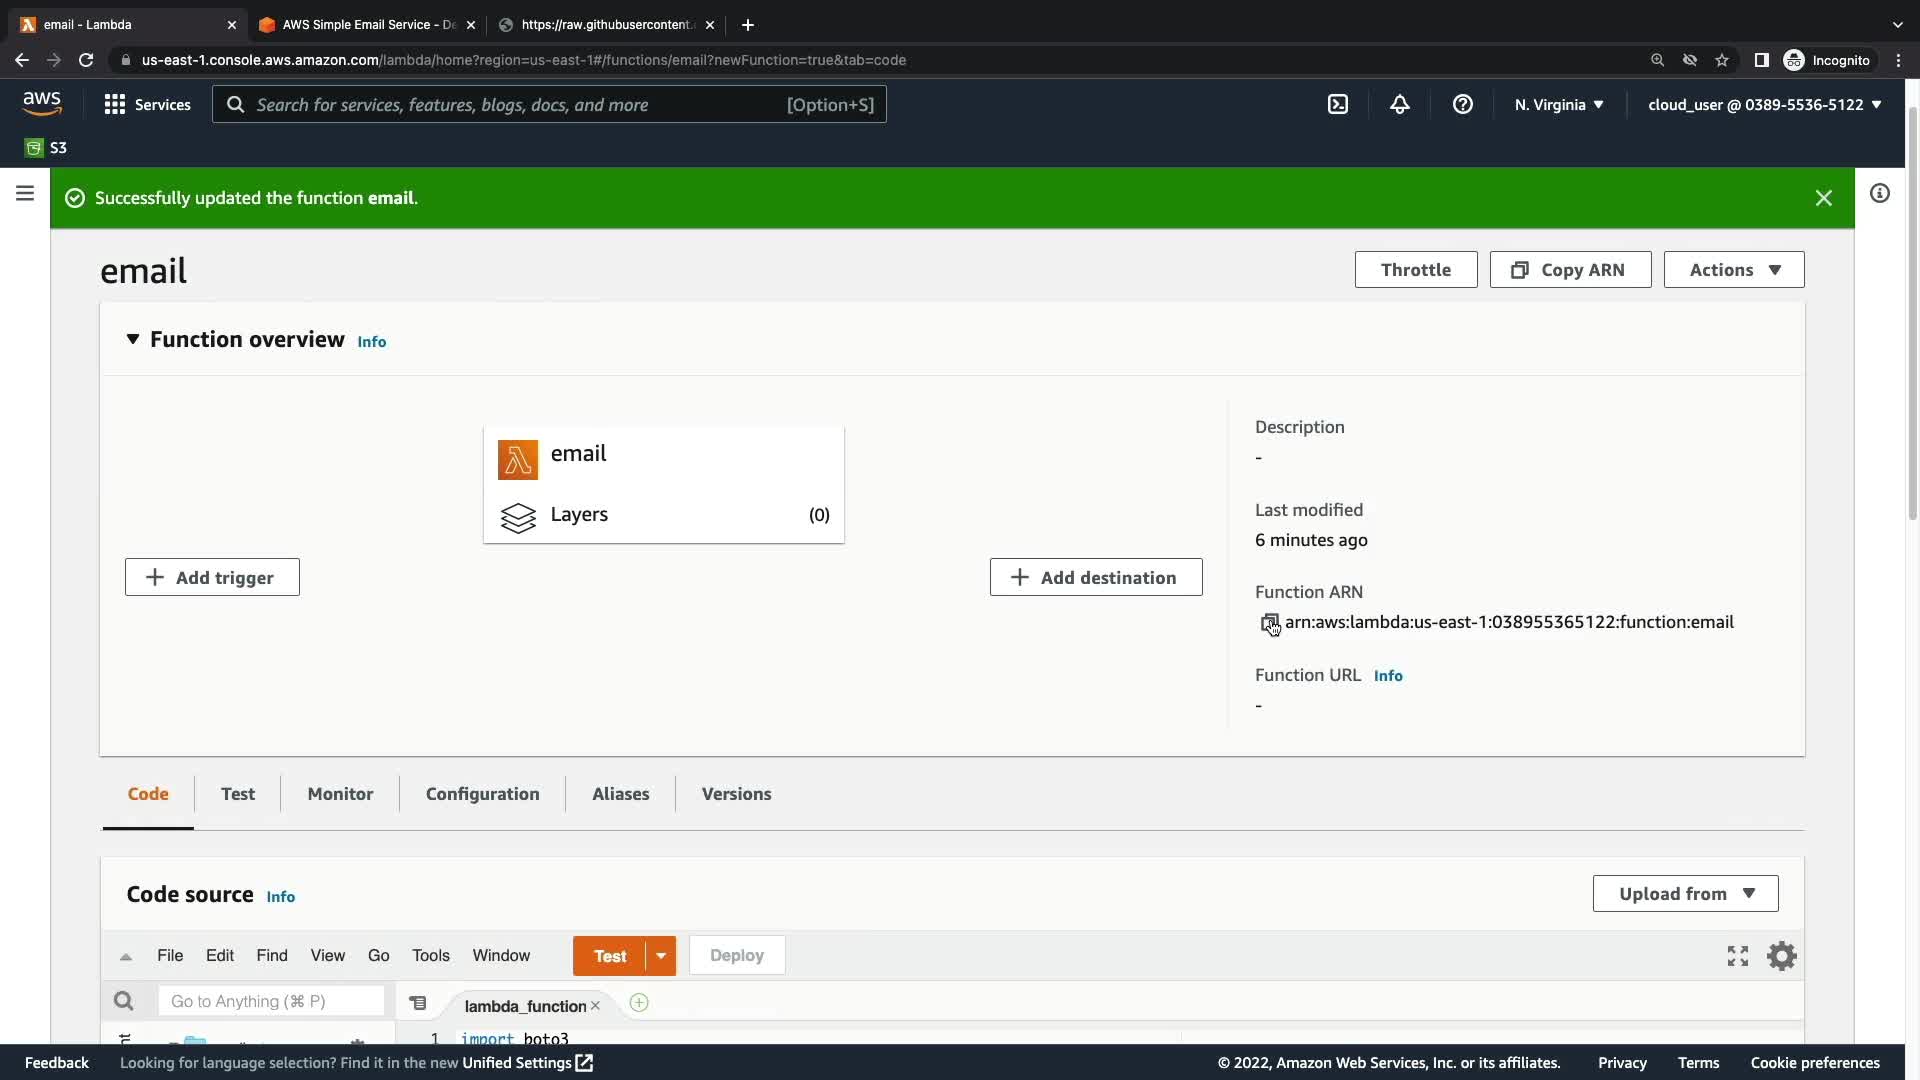 email - Lambda
AWS Simple Email Service - De
https://raw.githubusercontent.
us-east-1.console.aws.amazon.com/lambda/home?region=us-east-1#/functions/email?newFunction=true&tab=code
Incognito
aws
Services
Search for services, features, blogs, docs, and more
[Option+S]
N. Virginia
cloud_user @ 0389-5536-5122
S3
Successfully updated the function email.
email
Throttle
Copy ARN
Actions
Function overview Info
email
Layers
(0)
Add trigger
Add destination
Description
-
Last modified
6 minutes ago
Function ARN
arn:aws:lambda:us-east-1:038955365122:function:email
Function URL Info
-
Code
Test
Monitor
Configuration
Aliases
Versions
Code source Info
Upload from
File
Edit
Find
View
Go
Tools
Window
Test
Deploy
Go to Anything (⌘ P)
lambda_function
1 import boto3
Feedback
Looking for language selection? Find it in the new Unified Settings
© 2022, Amazon Web Services, Inc. or its affiliates.
Privacy
Terms
Cookie preferences